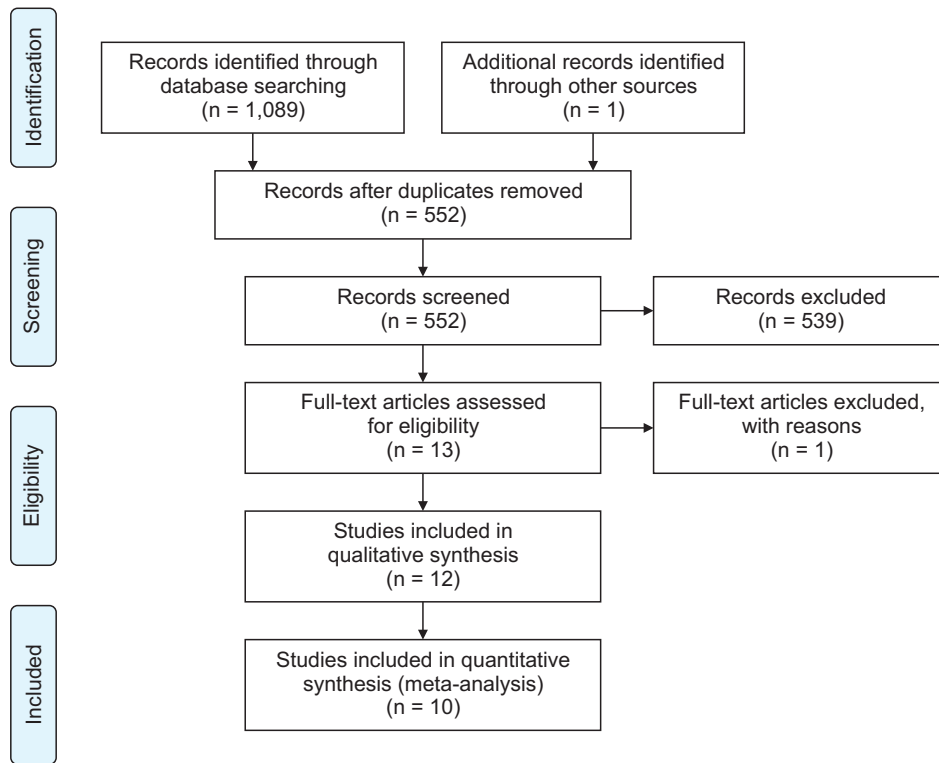 Identification
Records identified through
database searching
(n = 1,089)
Additional records identified
through other sources
(n = 1)
Records after duplicates removed
(n = 552)
Screening
Records screened
(n = 552)
Records excluded
(n = 539)
Eligibility
Full-text articles assessed
for eligibility
(n = 13)
Full-text articles excluded,
with reasons
(n = 1)
Studies included in
qualitative synthesis
(n = 12)
Included
Studies included in quantitative
synthesis (meta-analysis)
(n = 10)